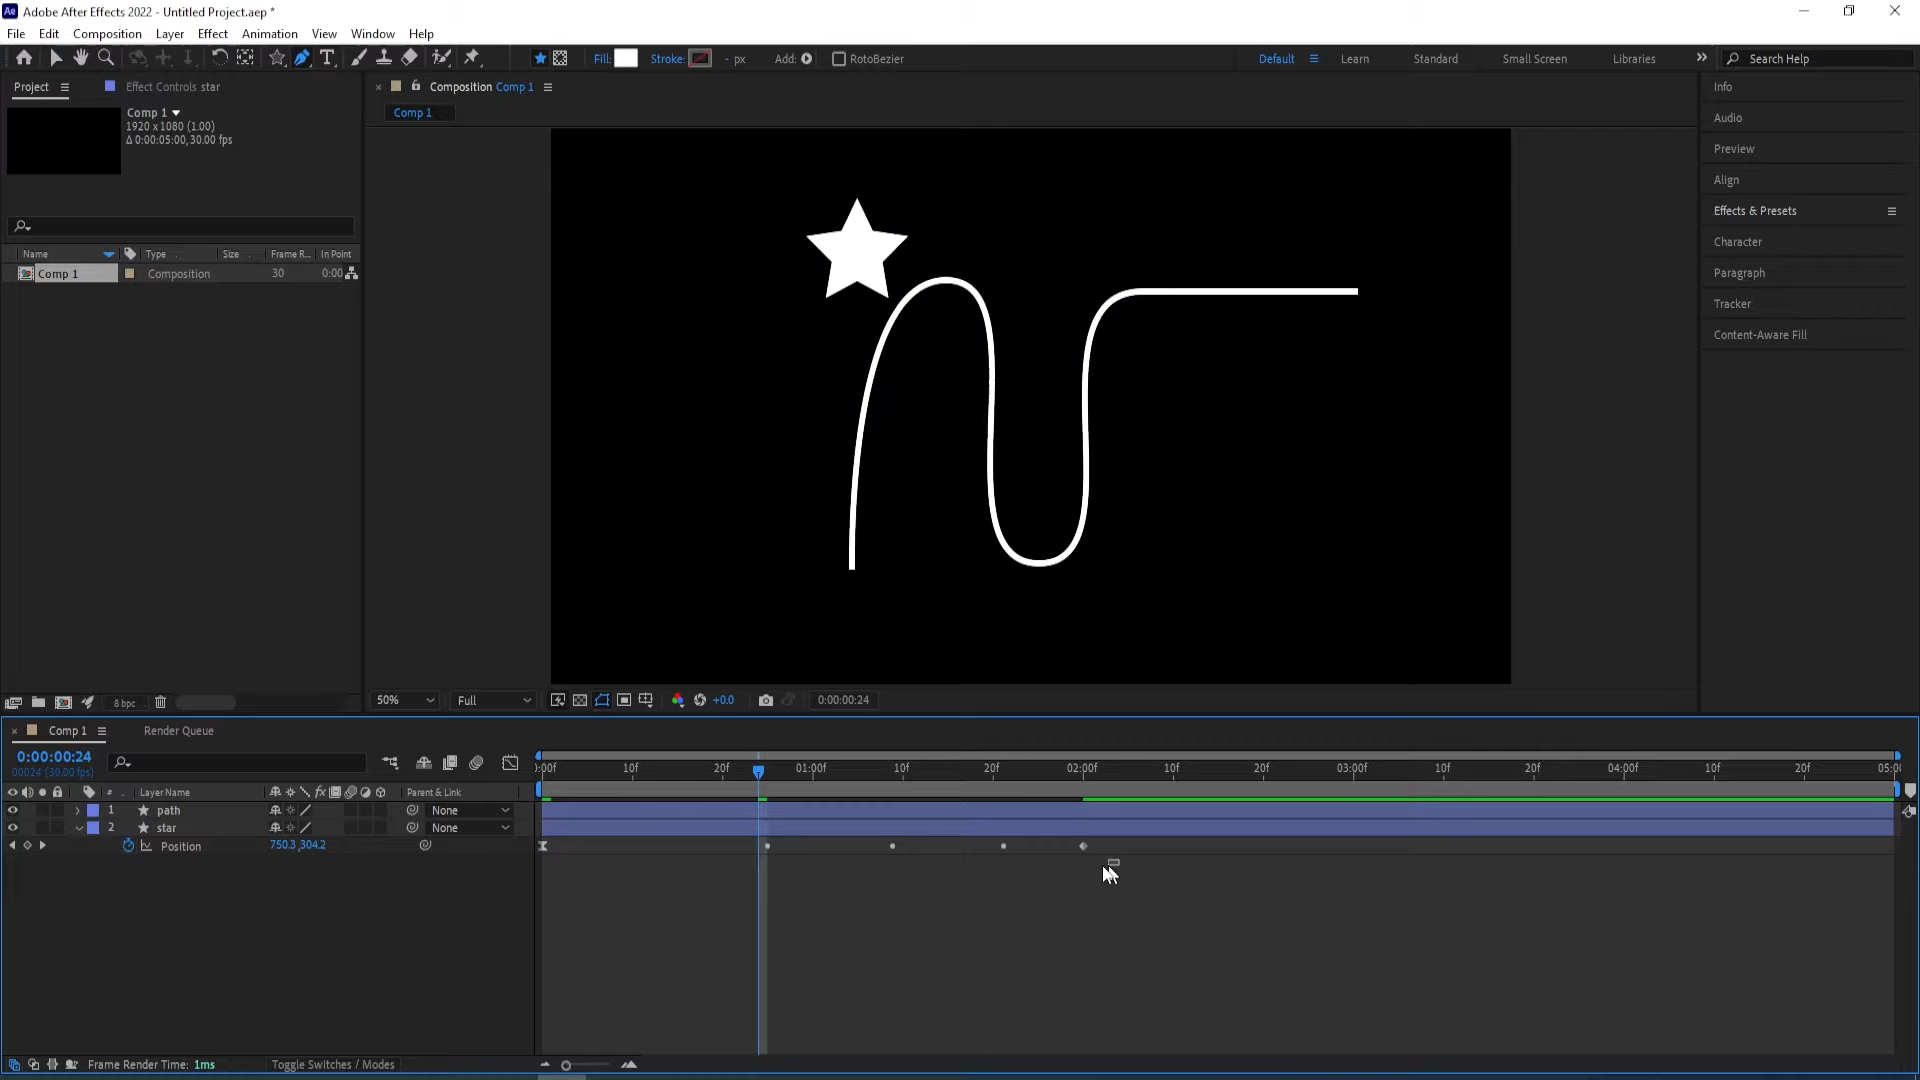 Ae Adobe After Effects 2022 - Untitled Project.aep *
File Edit Composition Layer Effect Animation View Window Help
Fill: Stroke: - px Add: RotoBezier Default Learn Standard Small Screen Libraries Search Help
Project Effect Controls star
Comp 1
1920 x 1080 (1.00)
Δ 0:00:05:00, 30.00 fps
Name Type Size Frame R... In Point
Comp 1 Composition 30 0:00
8 bpc
Composition Comp 1
Comp 1
50% Full +0.0 0:00:00:24
Info
Audio
Preview
Align
Effects & Presets
Character
Paragraph
Tracker
Content-Aware Fill
Comp 1 Render Queue
0:00:00:24
00024 (30.00 fps)
):00f 10f 20f 01:00f 10f 20f 02:00f 10f 20f 03:00f 10f 20f 04:00f 10f 20f 05:0
# . Layer Name fx Parent & Link
1 path None
2 star None
Position 750.3,304.2
Frame Render Time: 1ms Toggle Switches / Modes